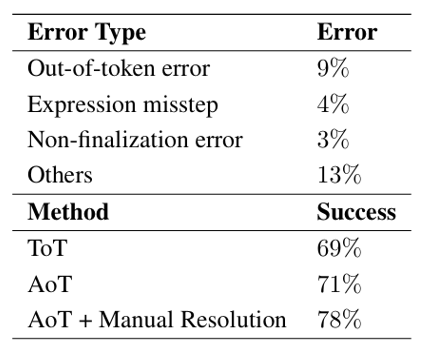 Error Type Error
Out-of-token error 9%
Expression misstep 4%
Non-finalization error 3%
Others 13%
Method Success
ToT 69%
AoT 71%
AoT + Manual Resolution 78%